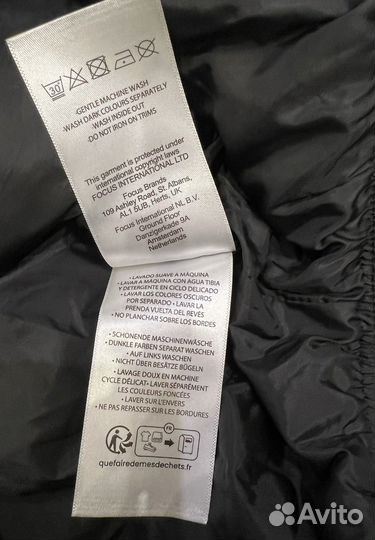 30
-GENTLE MACHINE WASH
-WASH DARK COLOURS SEPARATELY
-WASH INSIDE OUT
-DO NOT IRON ON TRIMS
This garment is protected under
international copyright laws
FOCUS INTERNATIONAL LTD
Focus Brands
109 Ashley Road, St. Albans,
AL1 5UB, Herts, UK
Focus International NL B.V.
Ground Floor
Danzigerkade 9A
Amsterdam
Netherlands
• LAVADO SUAVE A MÁQUINA
• LAVAR A MÁQUINA CON AGUA TIBIA
Y DETERGENTE EN CICLO DELICADO
• LAVAR LOS COLORES OSCUROS
POR SEPARADO • LAVAR LA
PRENDA VUELTA DEL REVÉS
• NO PLANCHAR SOBRE LOS BORDES
• SCHONENDE MASCHINENWÄSCHE
• DUNKLE FARBEN SEPARAT WASCHEN
• AUF LINKS WASCHEN
• NICHT ÜBER BESÄTZE BÜGELN
• LAVAGE DOUX EN MACHINE
CYCLE DÉLICAT• LAVER SÉPARÉMENT
LES COULEURS FONCÉES
• LAVER SUR L'ENVERS
• NE PAS REPASSER SUR LES BORDURES
FR
quefairedemesdechets.fr
Avito